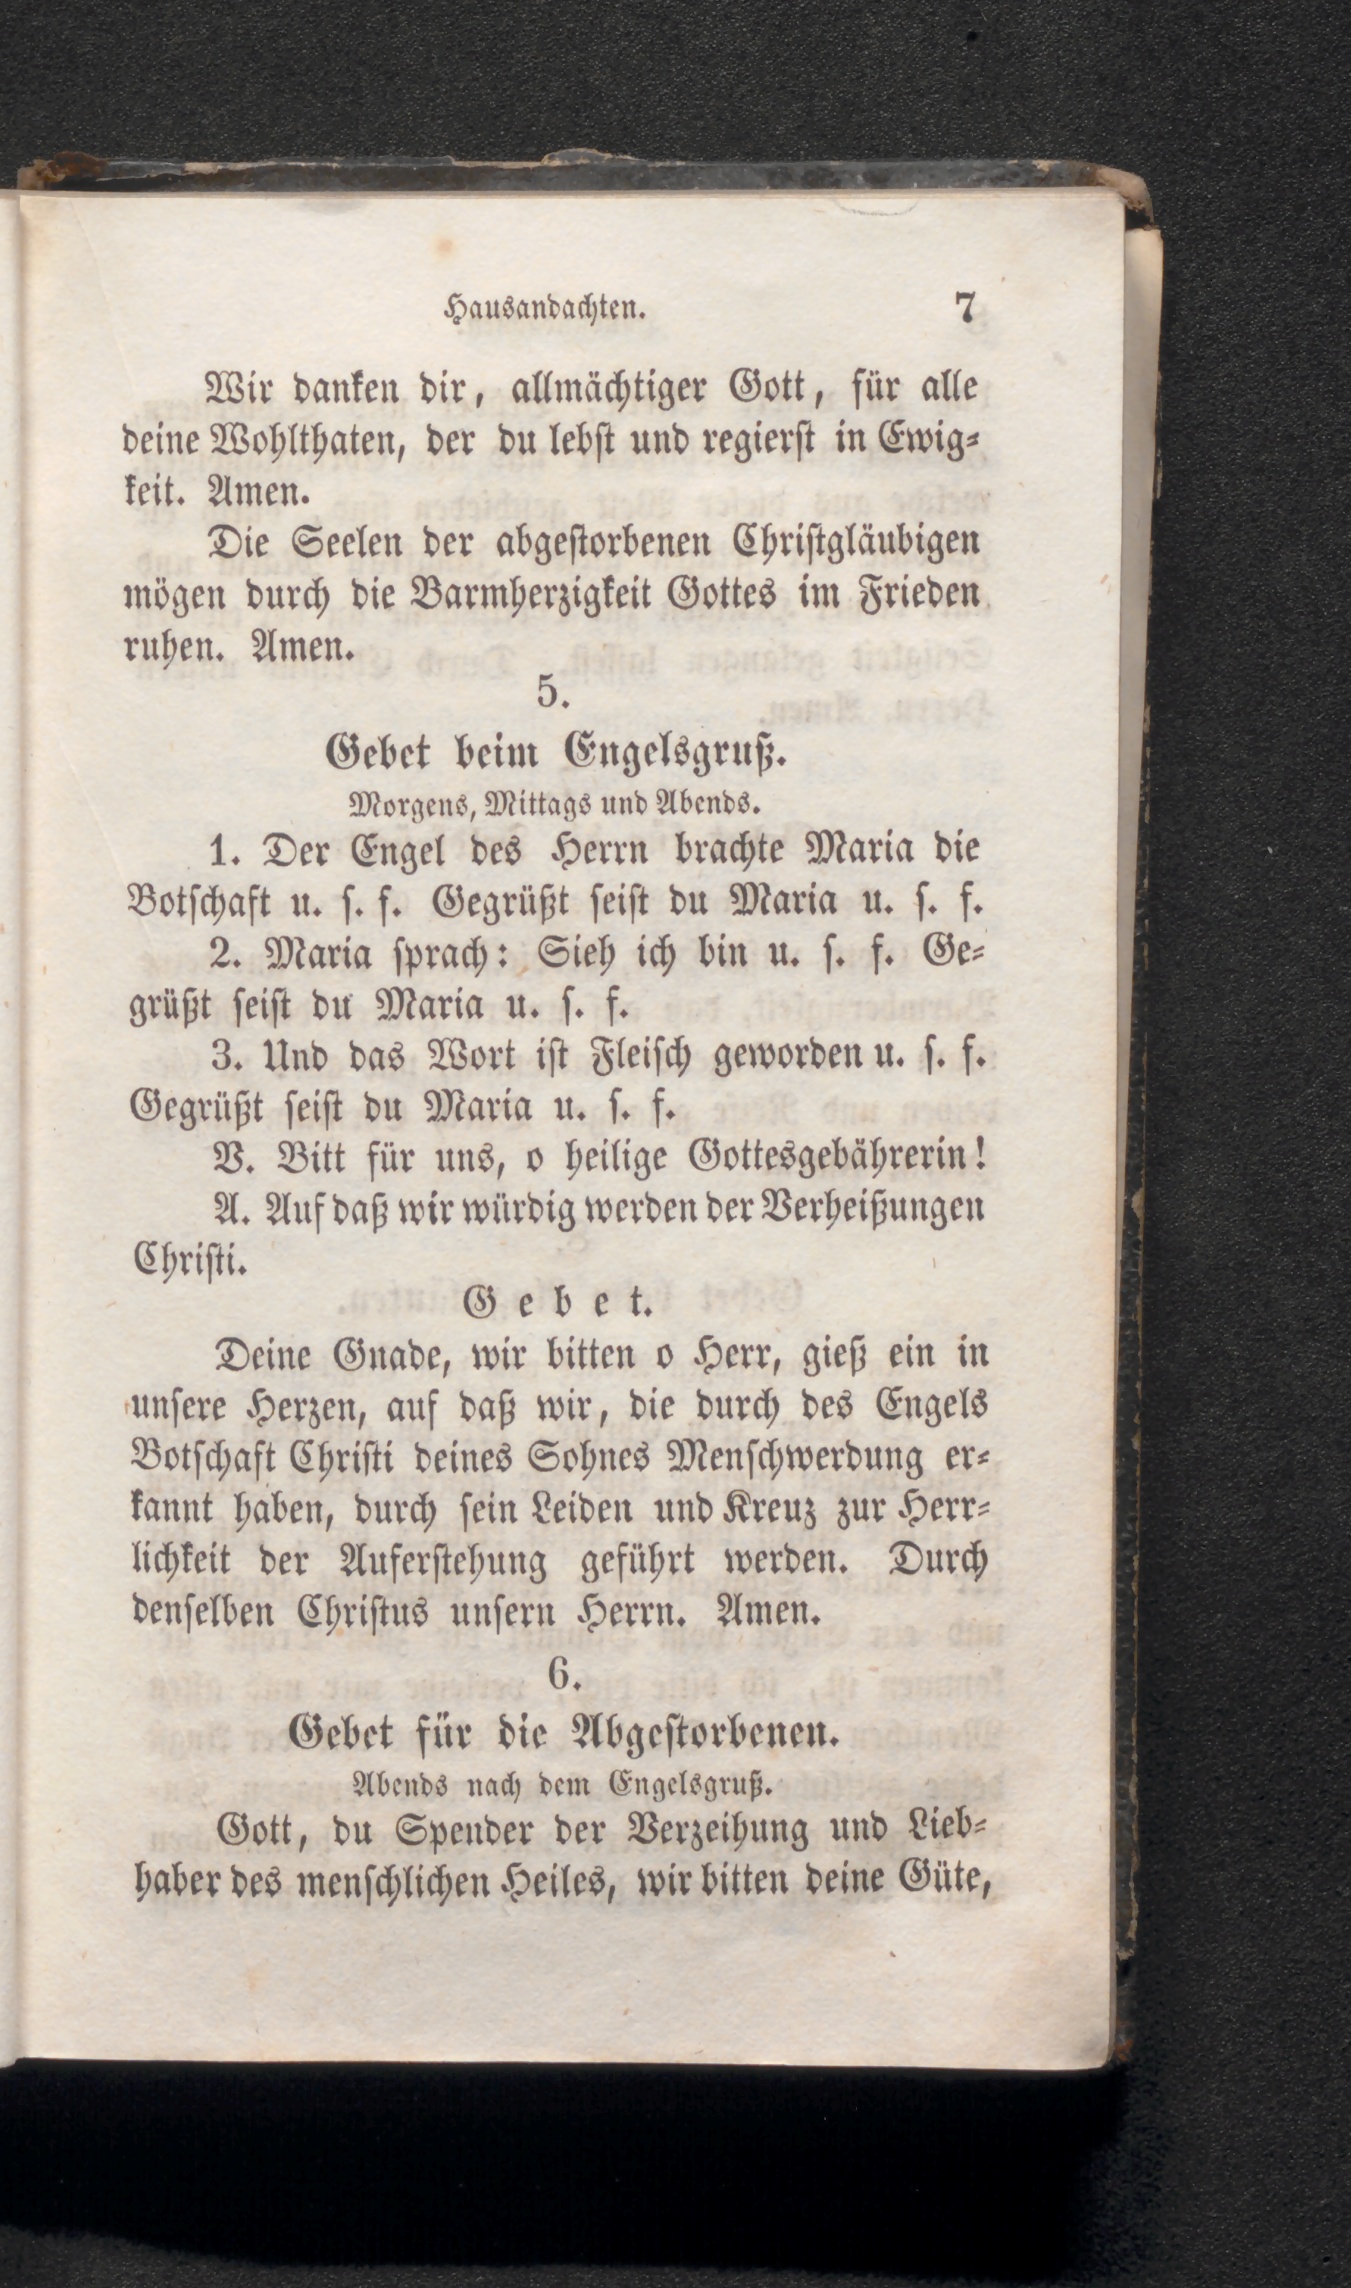 Hausandachten. 7
Wir danken dir, allmächtiger Gott, für alle
deine Wohlthaten, der du lebst und regierst in Ewig-
keit. Amen.
Die Seelen der abgestorbenen Christgläubigen
mögen durch die Barmherzigkeit Gottes im Frieden
ruhen. Amen.
5.
Gebet beim Engelsgruß.
Morgens, Mittags und Abends.
1. Der Engel des Herrn brachte Maria die
Botschaft u. s. f. Gegrüßt seist du Maria u. s. f.
2. Maria sprach: Sieh ich bin u. s. f. Ge-
grüßt seist du Maria u. s. f.
3. Und das Wort ist Fleisch geworden u. s. f.
Gegrüßt seist du Maria u. s. f.
V. Bitt für uns, o heilige Gottesgebährerin!
A. Auf daß wir würdig werden der Verheißungen
Christi.
Gebet.
Deine Gnade, wir bitten o Herr, gieß ein in
unsere Herzen, auf daß wir, die durch des Engels
Botschaft Christi deines Sohnes Menschwerdung er-
kannt haben, durch sein Leiden und Kreuz zur Herr-
lichkeit der Auferstehung geführt werden. Durch
denselben Christus unsern Herrn. Amen.
6.
Gebet für die Abgestorbenen.
Abends nach dem Engelsgruß.
Gott, du Spender der Verzeihung und Lieb-
haber des menschlichen Heiles, wir bitten deine Güte,